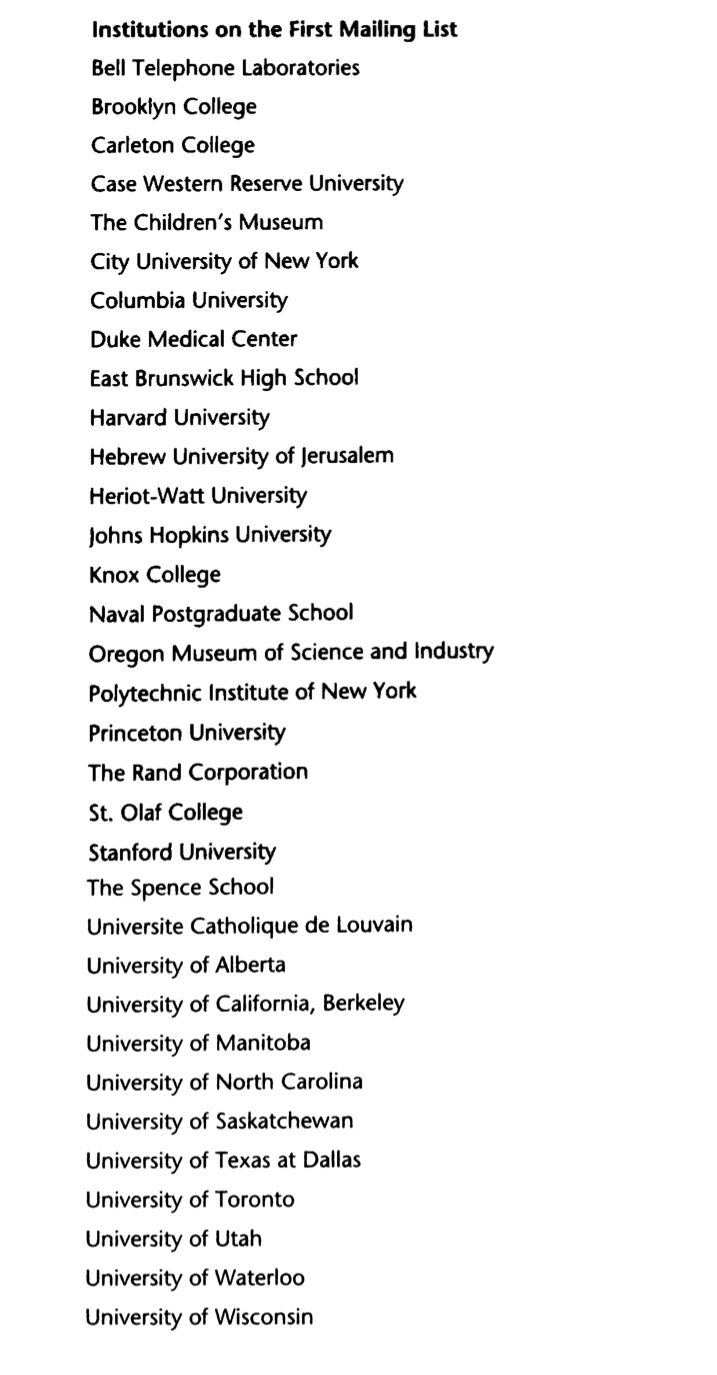 Institutions on the First Mailing List
Bell Telephone Laboratories
Brooklyn College
Carleton College
Case Western Reserve University
The Children's Museum
City University of New York
Columbia University
Duke Medical Center
East Brunswick High School
Harvard University
Hebrew University of Jerusalem
Heriot-Watt University
Johns Hopkins University
Knox College
Naval Postgraduate School
Oregon Museum of Science and Industry
Polytechnic Institute of New York
Princeton University
The Rand Corporation
St. Olaf College
Stanford University
The Spence School
Universite Catholique de Louvain
University of Alberta
University of California, Berkeley
University of Manitoba
University of North Carolina
University of Saskatchewan
University of Texas at Dallas
University of Toronto
University of Utah
University of Waterloo
University of Wisconsin